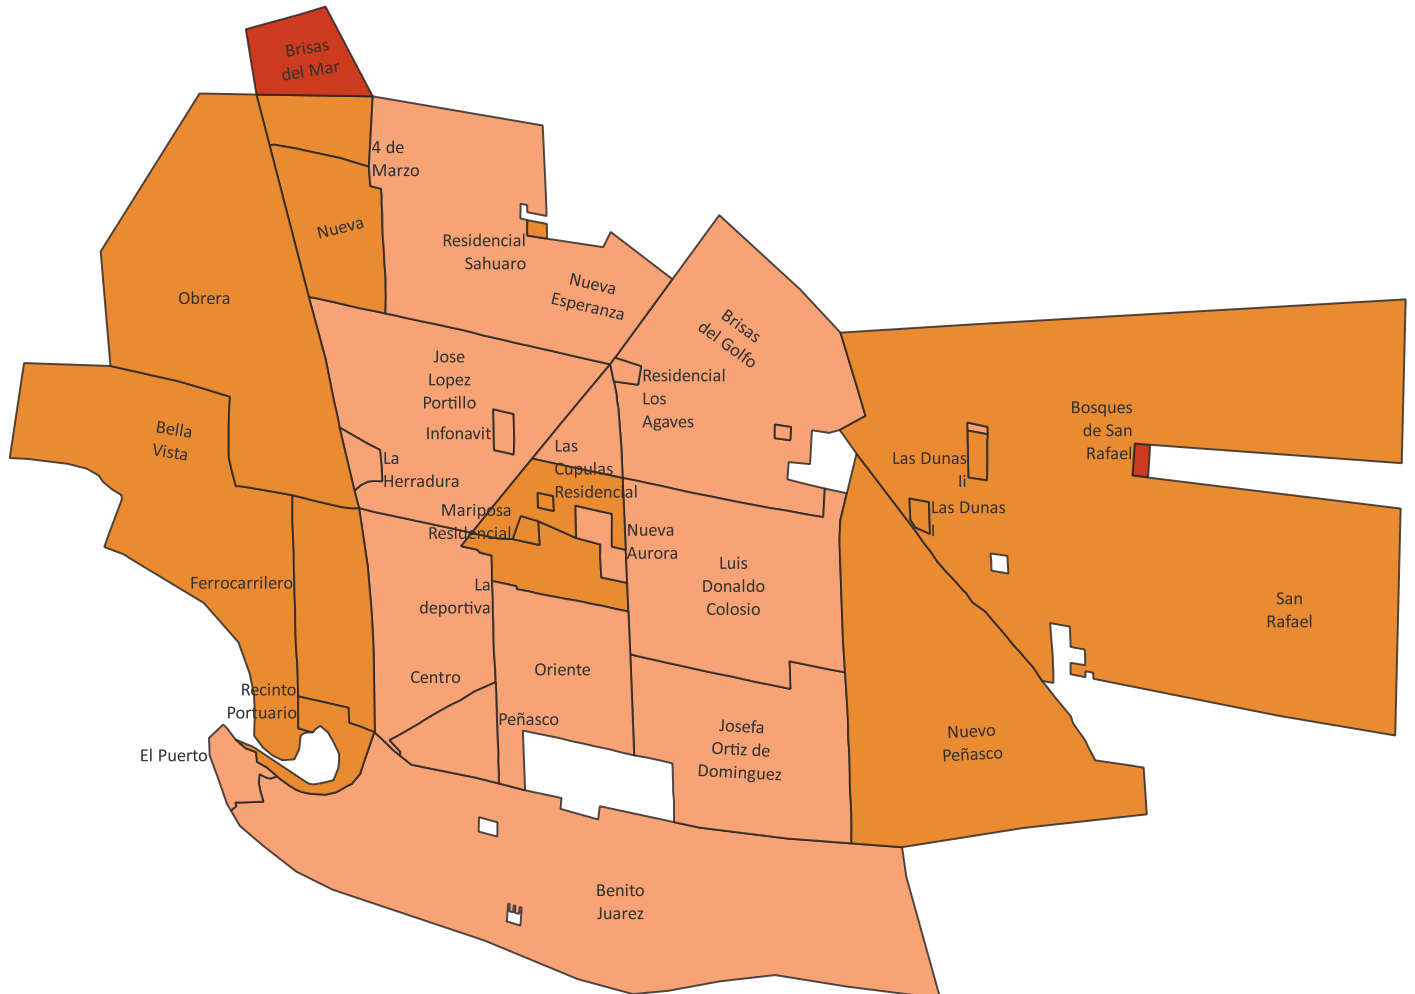 Brisas
del Mar
4 de
Marzo
Nueva
Residencial
Sahuaro
Nueva
Esperanza
Obrera
Brisas
del Golfo
Jose
Lopez
Portillo
Residencial
Los
Agaves
Infonavit
Bella
Vista
La
Herradura
Las
Cupulas
Residencial
Bosques
de San
Rafael
Las Dunas
Ii
Las Dunas
I
Mariposa
Residencial
Nueva
Aurora
Luis
Donaldo
Colosio
Ferrocarrilero
La
deportiva
San
Rafael
Centro
Oriente
Recinto
Portuario
Peñasco
El Puerto
Josefa
Ortiz de
Dominguez
Nuevo
Peñasco
Benito
Juarez